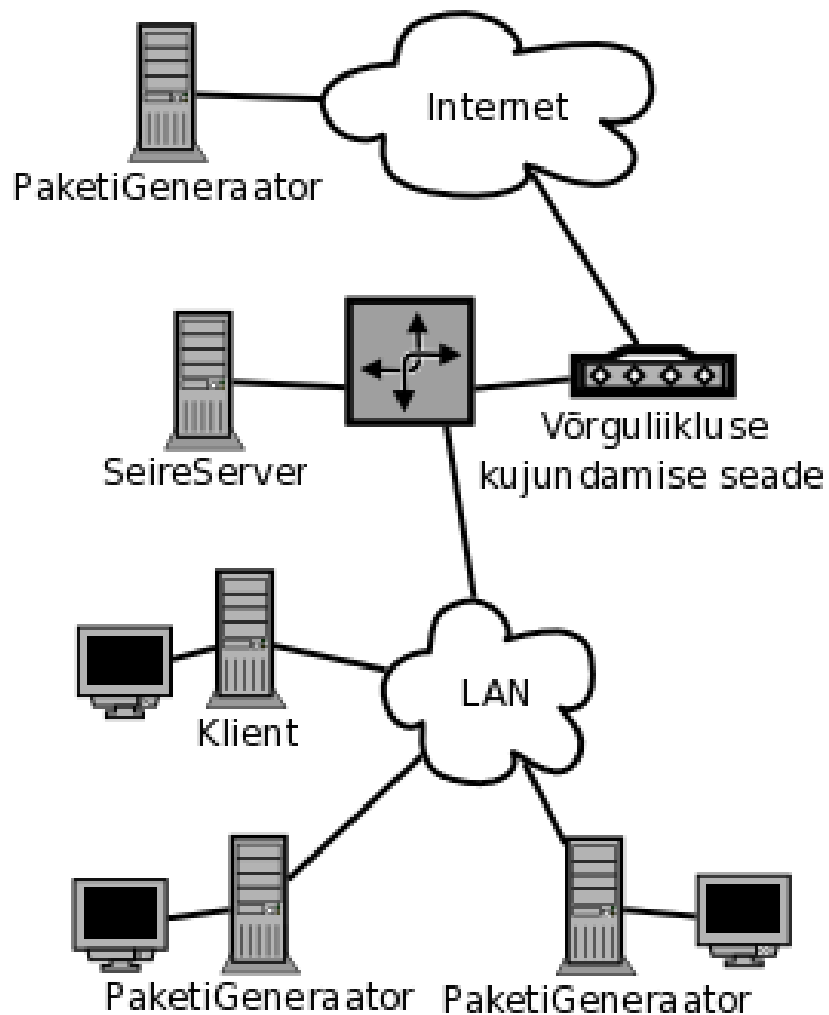 Internet
PaketiGeneraator
SeireServer
Võrguliikluse
kujundamise seade
LAN
Klient
PaketiGeneraator
PaketiGeneraator